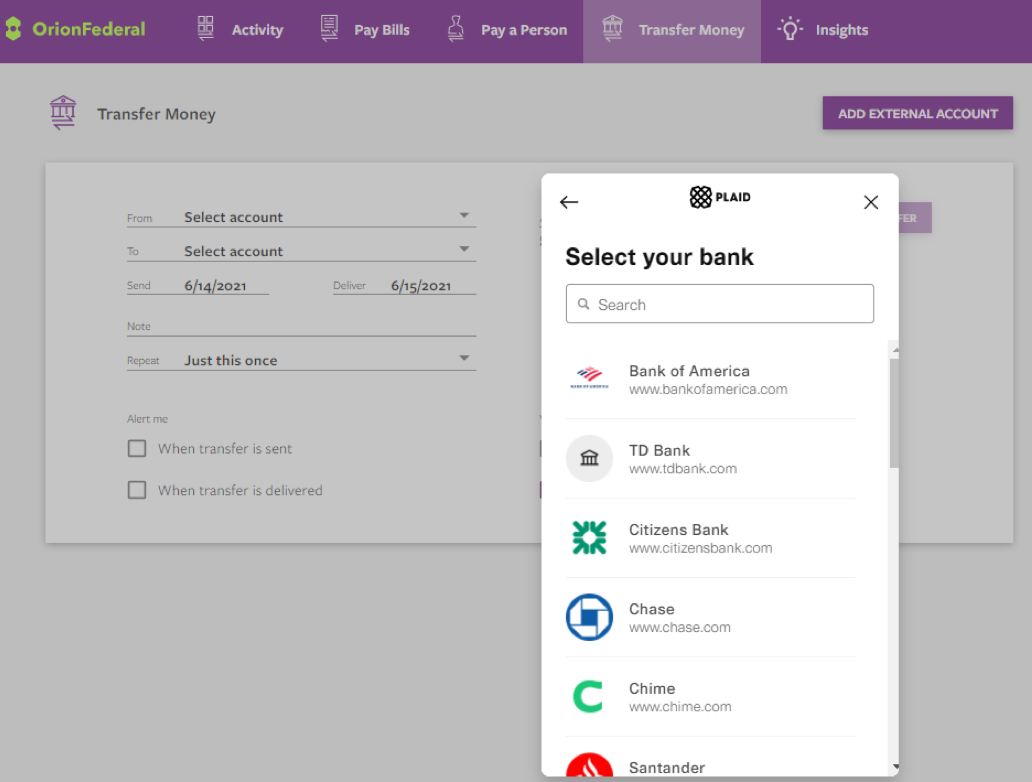 OrionFederal
Activity
Pay Bills
Pay a Person
Transfer Money
Insights
Transfer Money
ADD EXTERNAL ACCOUNT
From Select account
To Select account
Send 6/14/2021 Deliver 6/15/2021
Note
Repeat Just this once
Alert me
When transfer is sent
When transfer is delivered
FER
PLAID
Select your bank
Search
BANK OF AMERICA
Bank of America
www.bankofamerica.com
TD Bank
www.tdbank.com
Citizens Bank
www.citizensbank.com
Chase
www.chase.com
Chime
www.chime.com
Santander